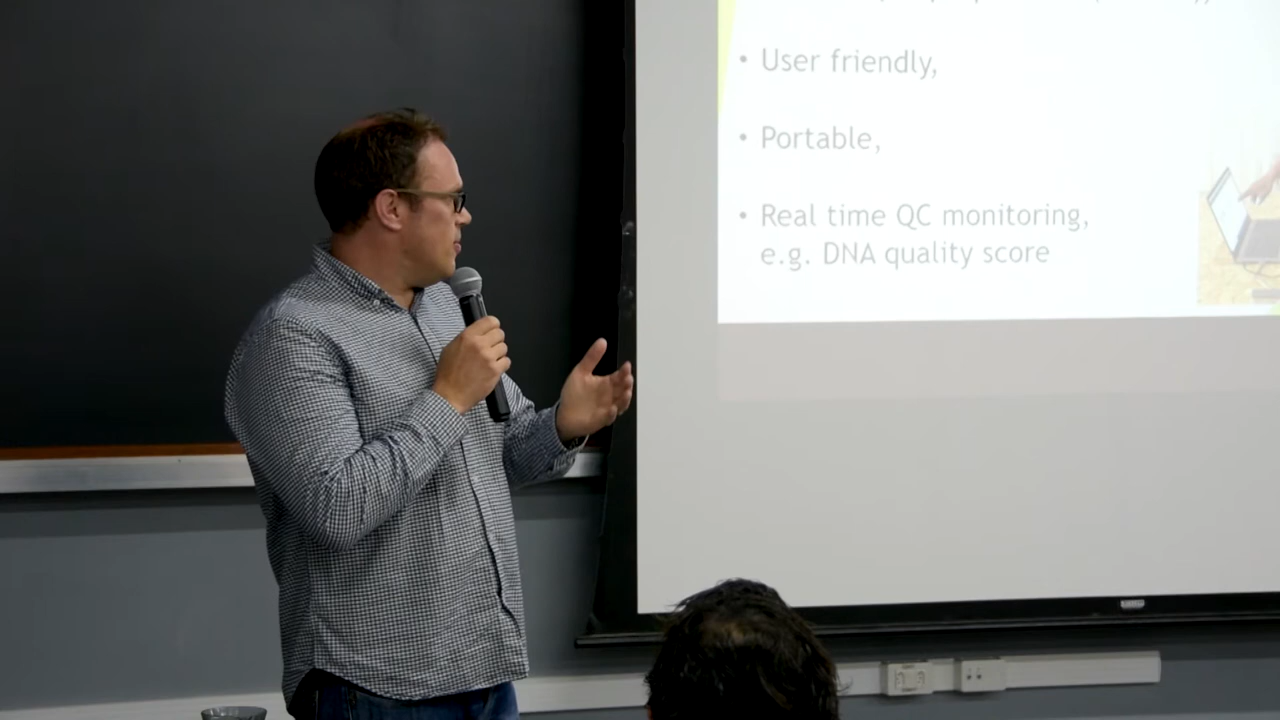 • User friendly,
• Portable,
• Real time QC monitoring,
e.g. DNA quality score